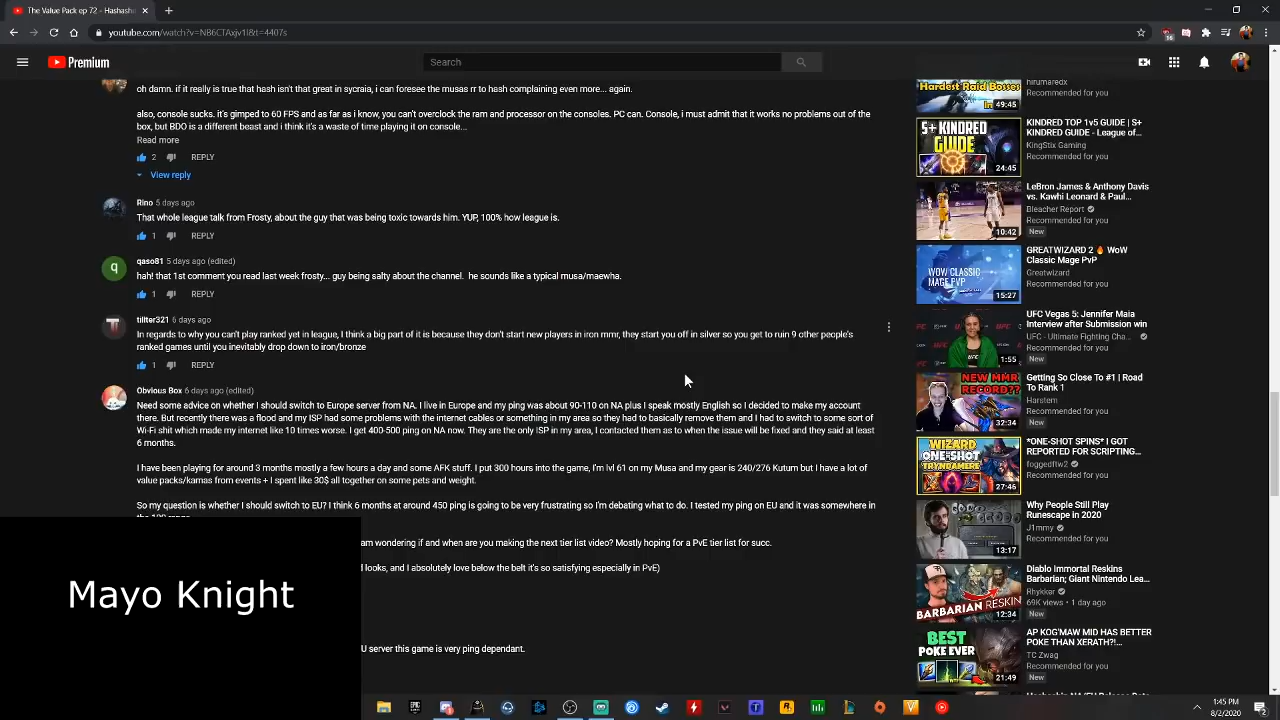 The Value Pack ep 72 - Hashasha
youtube.com/watch?v=NB6CTAxjv1I&t=4407s
Premium
Search
oh damn. if it really is true that hash isn't that great against musa, i can foresee the musas rr to hash complaining even more... again.
also, console sucks. it's gimped to 60 FPS and as far as i know, you can't overclock the ram and processor on the consoles. PC can. Console, i must admit that it works no problems out of the
box, but BDO is a different beast and i think it's a waste of time playing it on console...
Read more
2 REPLY
View reply
Rino 5 days ago
That whole league talk from Frosty, about the guy that was being toxic towards him. YUP, 100% how league is.
1 REPLY
qaso81 5 days ago (edited)
hah! that 1st comment you read last week frosty... guy being salty about the channel. he sounds like a typical musa/maewha.
1 REPLY
tillter321 6 days ago
In regards to why you can't play ranked yet in league, I think a big part of it is because they don't start new players in iron mmr, they start you off in silver so you get to ruin 9 other people's
ranked games until you inevitably drop down to iron/bronze
1 REPLY
Obvious Box 6 days ago (edited)
Need some advice on whether I should switch to Europe server from NA. I live in Europe and my ping was about 90-110 on NA plus I speak mostly English so i decided to make my account
there. But recently there was a flood and my ISP had some problems with the internet cables or something in my area so they had to basically remove them and I had to switch to some sort of
Wi-Fi shit which made my internet like 10 times worse. I get 400-500 ping on NA now. They are the only ISP in my area, I contacted them as to when the issue will be fixed and they said at least
6 months.
I have been playing for around 3 months mostly a few hours a day and some AFK stuff. I put 300 hours into the game, I'm lvl 61 on my Musa and my gear is 240/276 Kutum but I have a lot of
value packs/kamas from events + I spent like 30$ all together on some pets and weight.
So my question is whether I should switch to EU? I think 6 months at around 450 ping is going to be very frustrating so I'm debating what to do. I tested my ping on EU and it was somewhere in
am wondering if and when are you making the next tier list video? Mostly hoping for a PvE tier list for succ.
looks, and I absolutely love below the belt it's so satisfying especially in PvE)
server this game is very ping dependant.
Mayo Knight
hirumaredx
Recommended for you
Hardest Raid Bosses
49:45
KINDRED TOP 1v5 GUIDE | S+
KINDRED GUIDE - League of...
KingStix Gaming
Recommended for you
S+ KINDRED
GUIDE
24:45
LeBron James & Anthony Davis
vs. Kawhi Leonard & Paul...
Bleacher Report
New
10:42
GREATWIZARD 2 🔥 WoW
Classic Mage PvP
Greatwizard
Recommended for you
WOW CLASSIC
MAGE PVP
15:27
UFC Vegas 5: Jennifer Maia
Interview after Submission win
UFC - Ultimate Fighting Cha...
New
1:55
Getting So Close To #1 | Road
To Rank 1
Harstem
Recommended for you
NEW MMR
RECORD??
32:34
*ONE-SHOT SPINS* I GOT
REPORTED FOR SCRIPTING...
foggedftw2
Recommended for you
WIZARD
ONE-SHOT
TRYNDAMERE
27:46
Why People Still Play
Runescape in 2020
J1mmy
Recommended for you
13:17
Diablo Immortal Reskins
Barbarian; Giant Nintendo Lea...
Rhykker
69K views • 1 day ago
New
BARBARIAN RESKIN
12:34
AP KOG'MAW MID HAS BETTER
POKE THAN XERATH?!...
TC Zwag
Recommended for you
New
BEST
POKE EVER
21:49
1:45 PM
8/2/2020